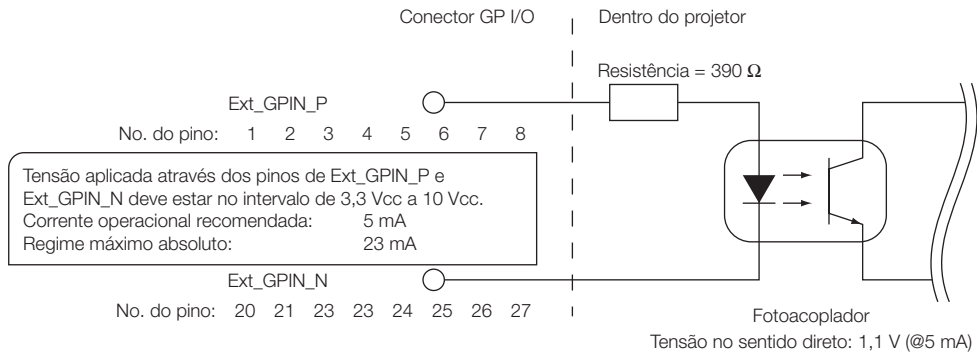 Conector GP I/O
Dentro do projetor
Resistência = 390 Ω
Ext_GPIN_P
No. do pino: 1 2 3 4 5 6 7 8
Tensão aplicada através dos pinos de Ext_GPIN_P e
Ext_GPIN_N deve estar no intervalo de 3,3 Vcc a 10 Vcc.
Corrente operacional recomendada: 5 mA
Regime máximo absoluto: 23 mA
Ext_GPIN_N
No. do pino: 20 21 23 23 24 25 26 27
Fotoacoplador
Tensão no sentido direto: 1,1 V (@5 mA)